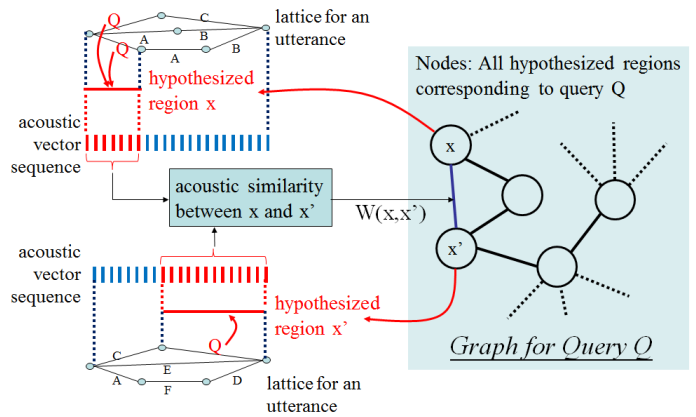 Q
C
lattice for an
utterance
Q
A
B
A
B
hypothesized
region x
acoustic
vector
sequence
acoustic similarity
between x and x’
W(x,x’)
acoustic
vector
sequence
hypothesized
region x’
Q
C
E
A
F
D
lattice for an
utterance
Nodes: All hypothesized regions
corresponding to query Q
x
x’
Graph for Query Q